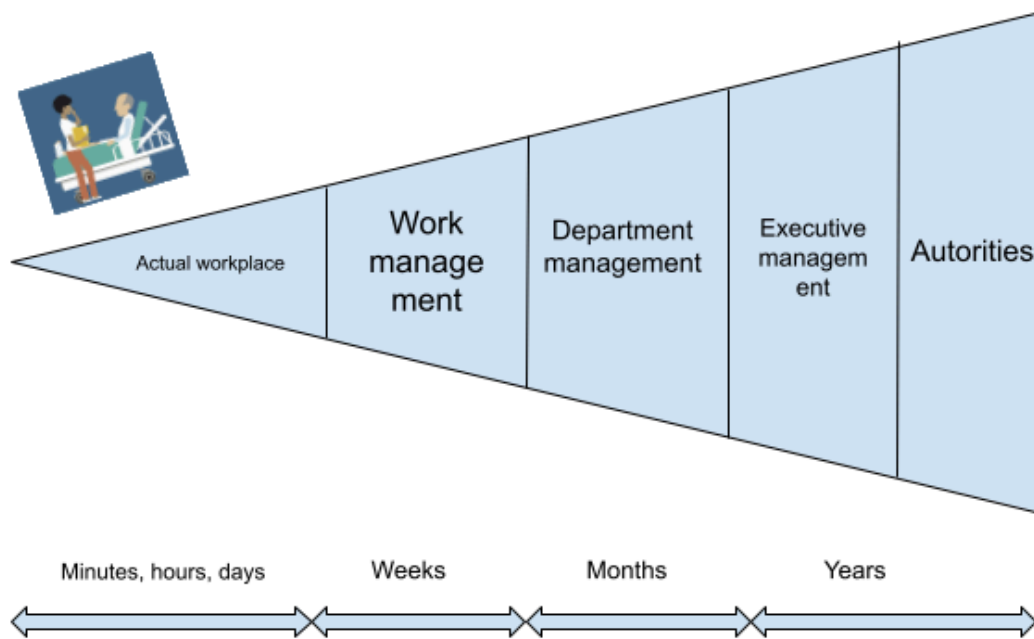 Actual workplace
Work
manage
ment
Department
management
Executive
managem
ent
Autorities
Minutes, hours, days
Weeks
Months
Years